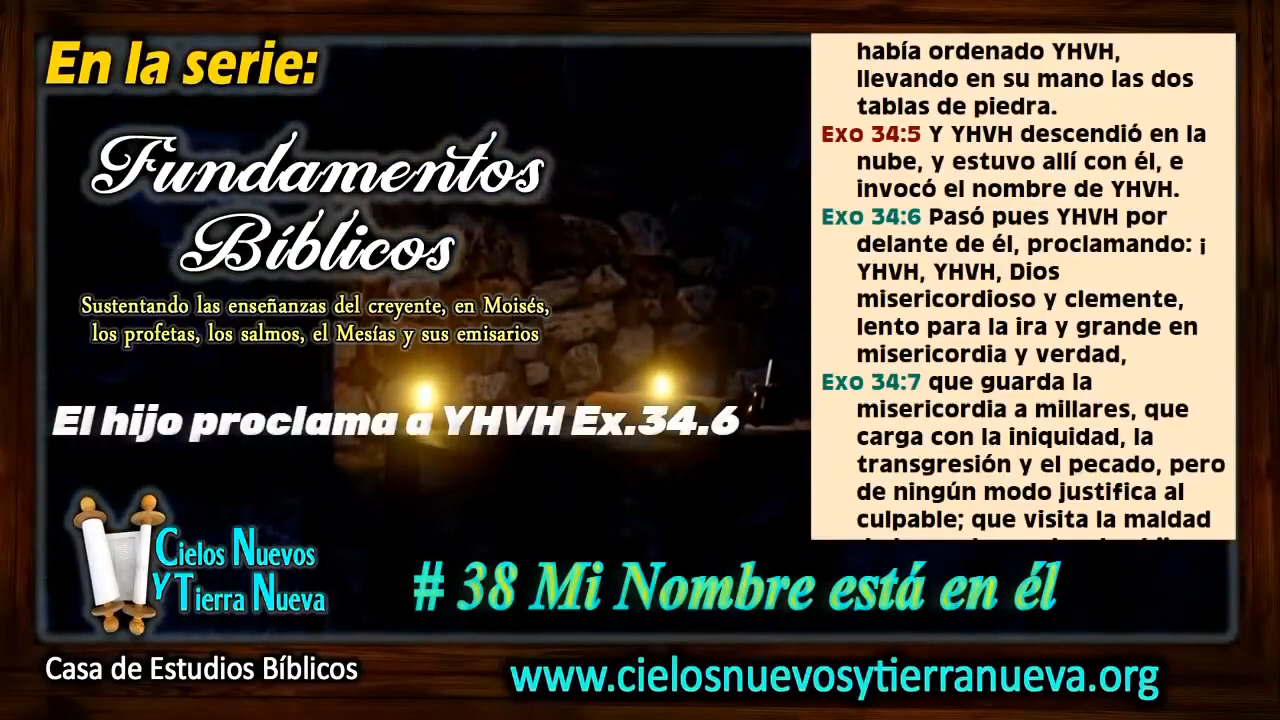 En la serie:
Fundamentos
Bíblicos
Sustentando las enseñanzas del creyente, en Moisés,
los profetas, los salmos, el Mesías y sus emisarios
El hijo proclama a YHVH Ex.34.6
había ordenado YHVH,
llevando en su mano las dos
tablas de piedra.
Exo 34:5 Y YHVH descendió en la
nube, y estuvo allí con él, e
invocó el nombre de YHVH.
Exo 34:6 Pasó pues YHVH por
delante de él, proclamando: ¡
YHVH, YHVH, Dios
misericordioso y clemente,
lento para la ira y grande en
misericordia y verdad,
Exo 34:7 que guarda la
misericordia a millares, que
carga con la iniquidad, la
transgresión y el pecado, pero
de ningún modo justifica al
culpable; que visita la maldad
Cielos Nuevos
Y Tierra Nueva
# 38 Mi Nombre está en él
Casa de Estudios Bíblicos
www.cielosnuevosytierranueva.org